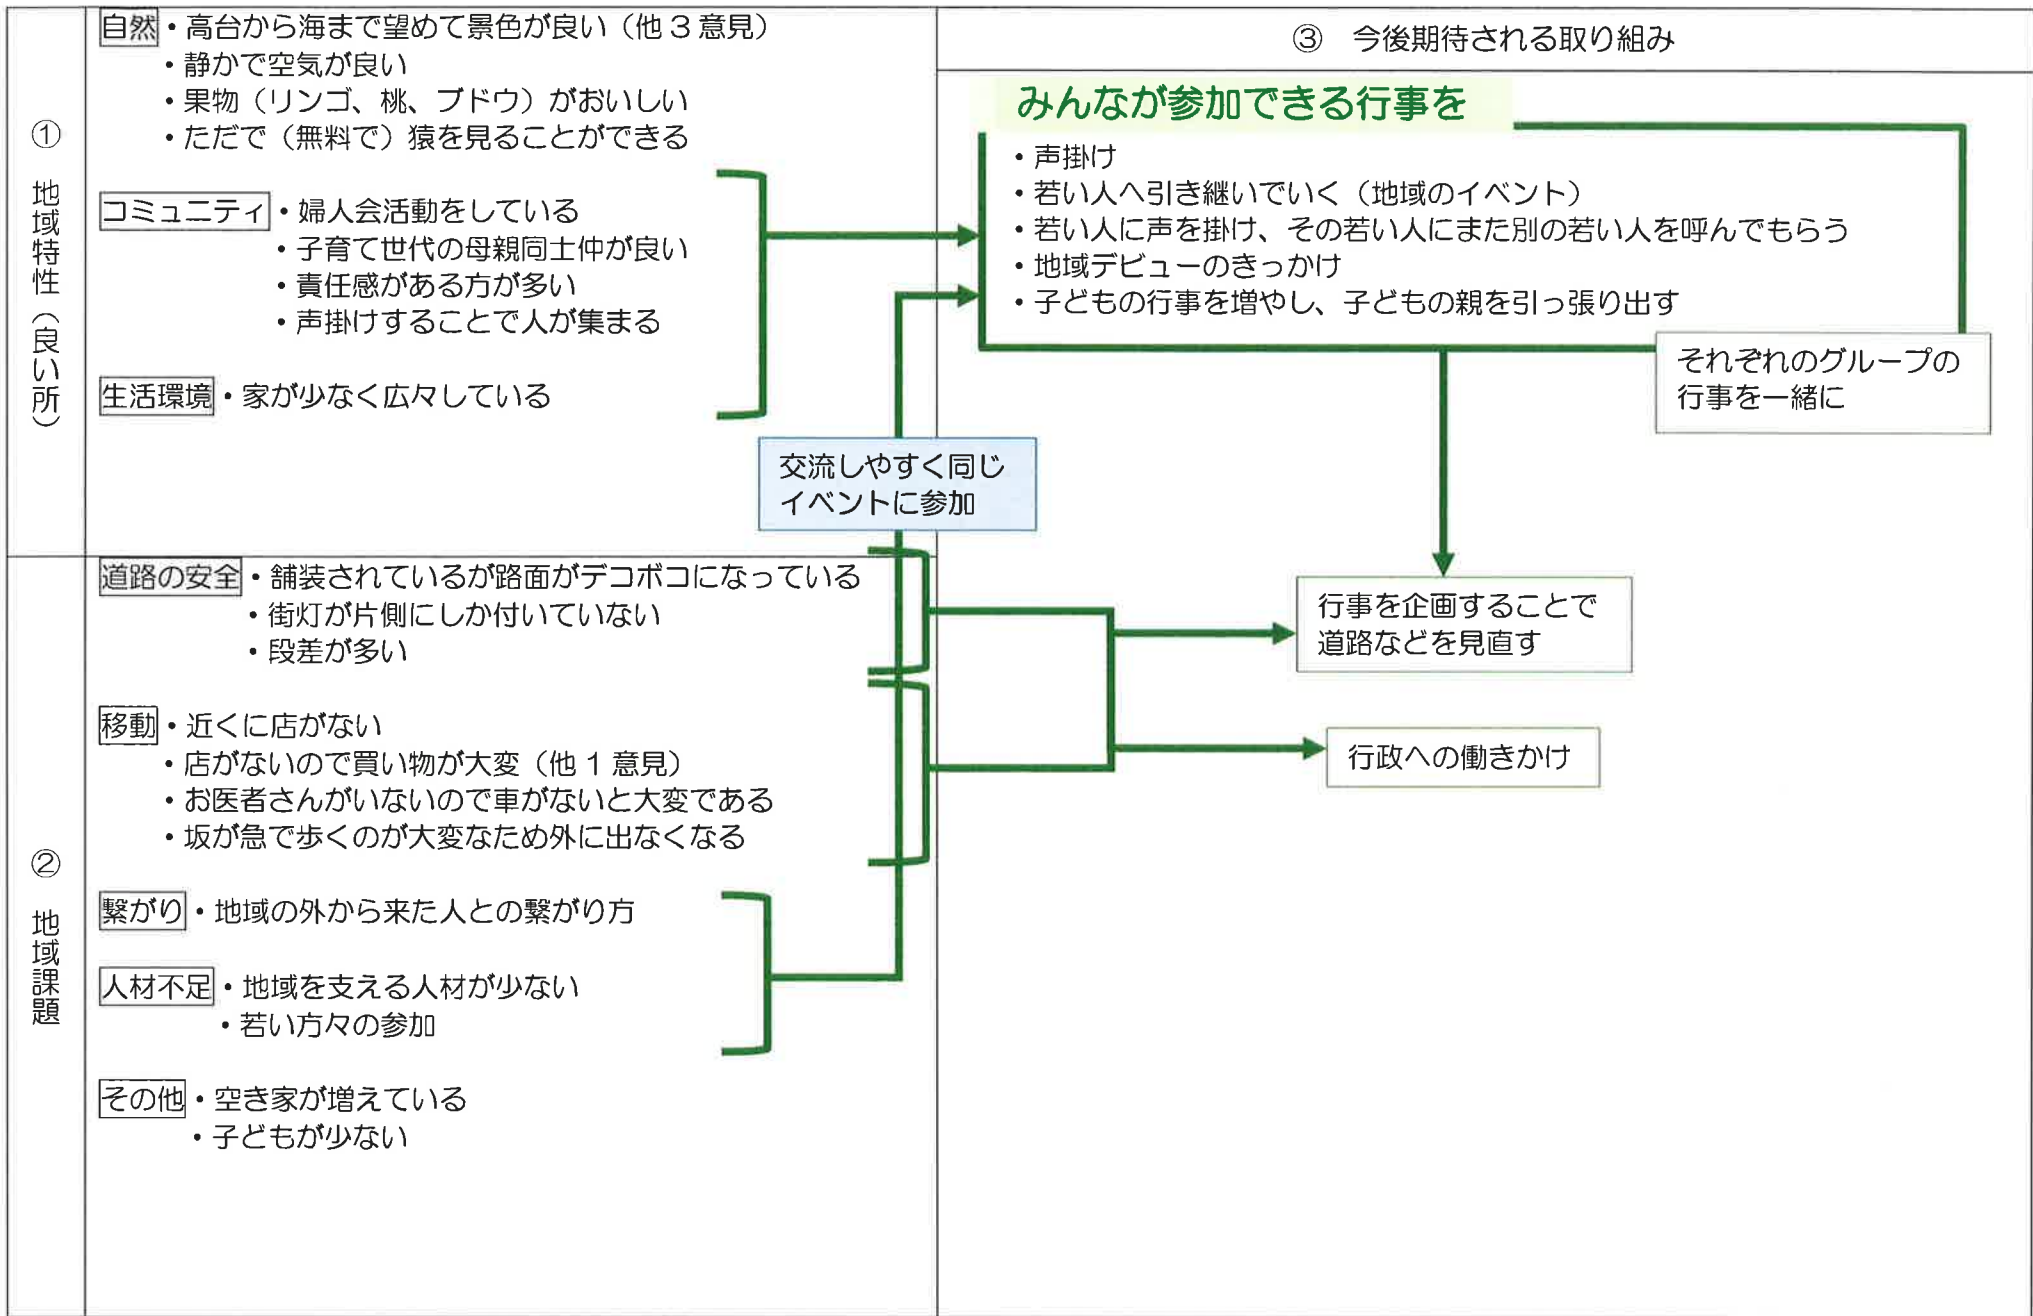 ① 地域特性（良い所）
自然・高台から海まで望めて景色が良い（他３意見）
・静かで空気が良い
・果物（リンゴ、桃、ブドウ）がおいしい
・ただで（無料で）猿を見ることができる
コミュニティ・婦人会活動をしている
・子育て世代の母親同士仲が良い
・責任感がある方が多い
・声掛けすることで人が集まる
生活環境・家が少なく広々している
交流しやすく同じ
イベントに参加
② 地域課題
道路の安全・舗装されているが路面がデコボコになっている
・街灯が片側にしか付いていない
・段差が多い
移動・近くに店がない
・店がないので買い物が大変（他１意見）
・お医者さんがいないので車がないと大変である
・坂が急で歩くのが大変なため外に出なくなる
繋がり・地域の外から来た人との繋がり方
人材不足・地域を支える人材が少ない
・若い方々の参加
その他・空き家が増えている
・子どもが少ない
③ 今後期待される取り組み
みんなが参加できる行事を
・声掛け
・若い人へ引き継いでいく（地域のイベント）
・若い人に声を掛け、その若い人にまた別の若い人を呼んでもらう
・地域デビューのきっかけ
・子どもの行事を増やし、子どもの親を引っ張り出す
それぞれのグループの
行事を一緒に
行事を企画することで
道路などを見直す
行政への働きかけ